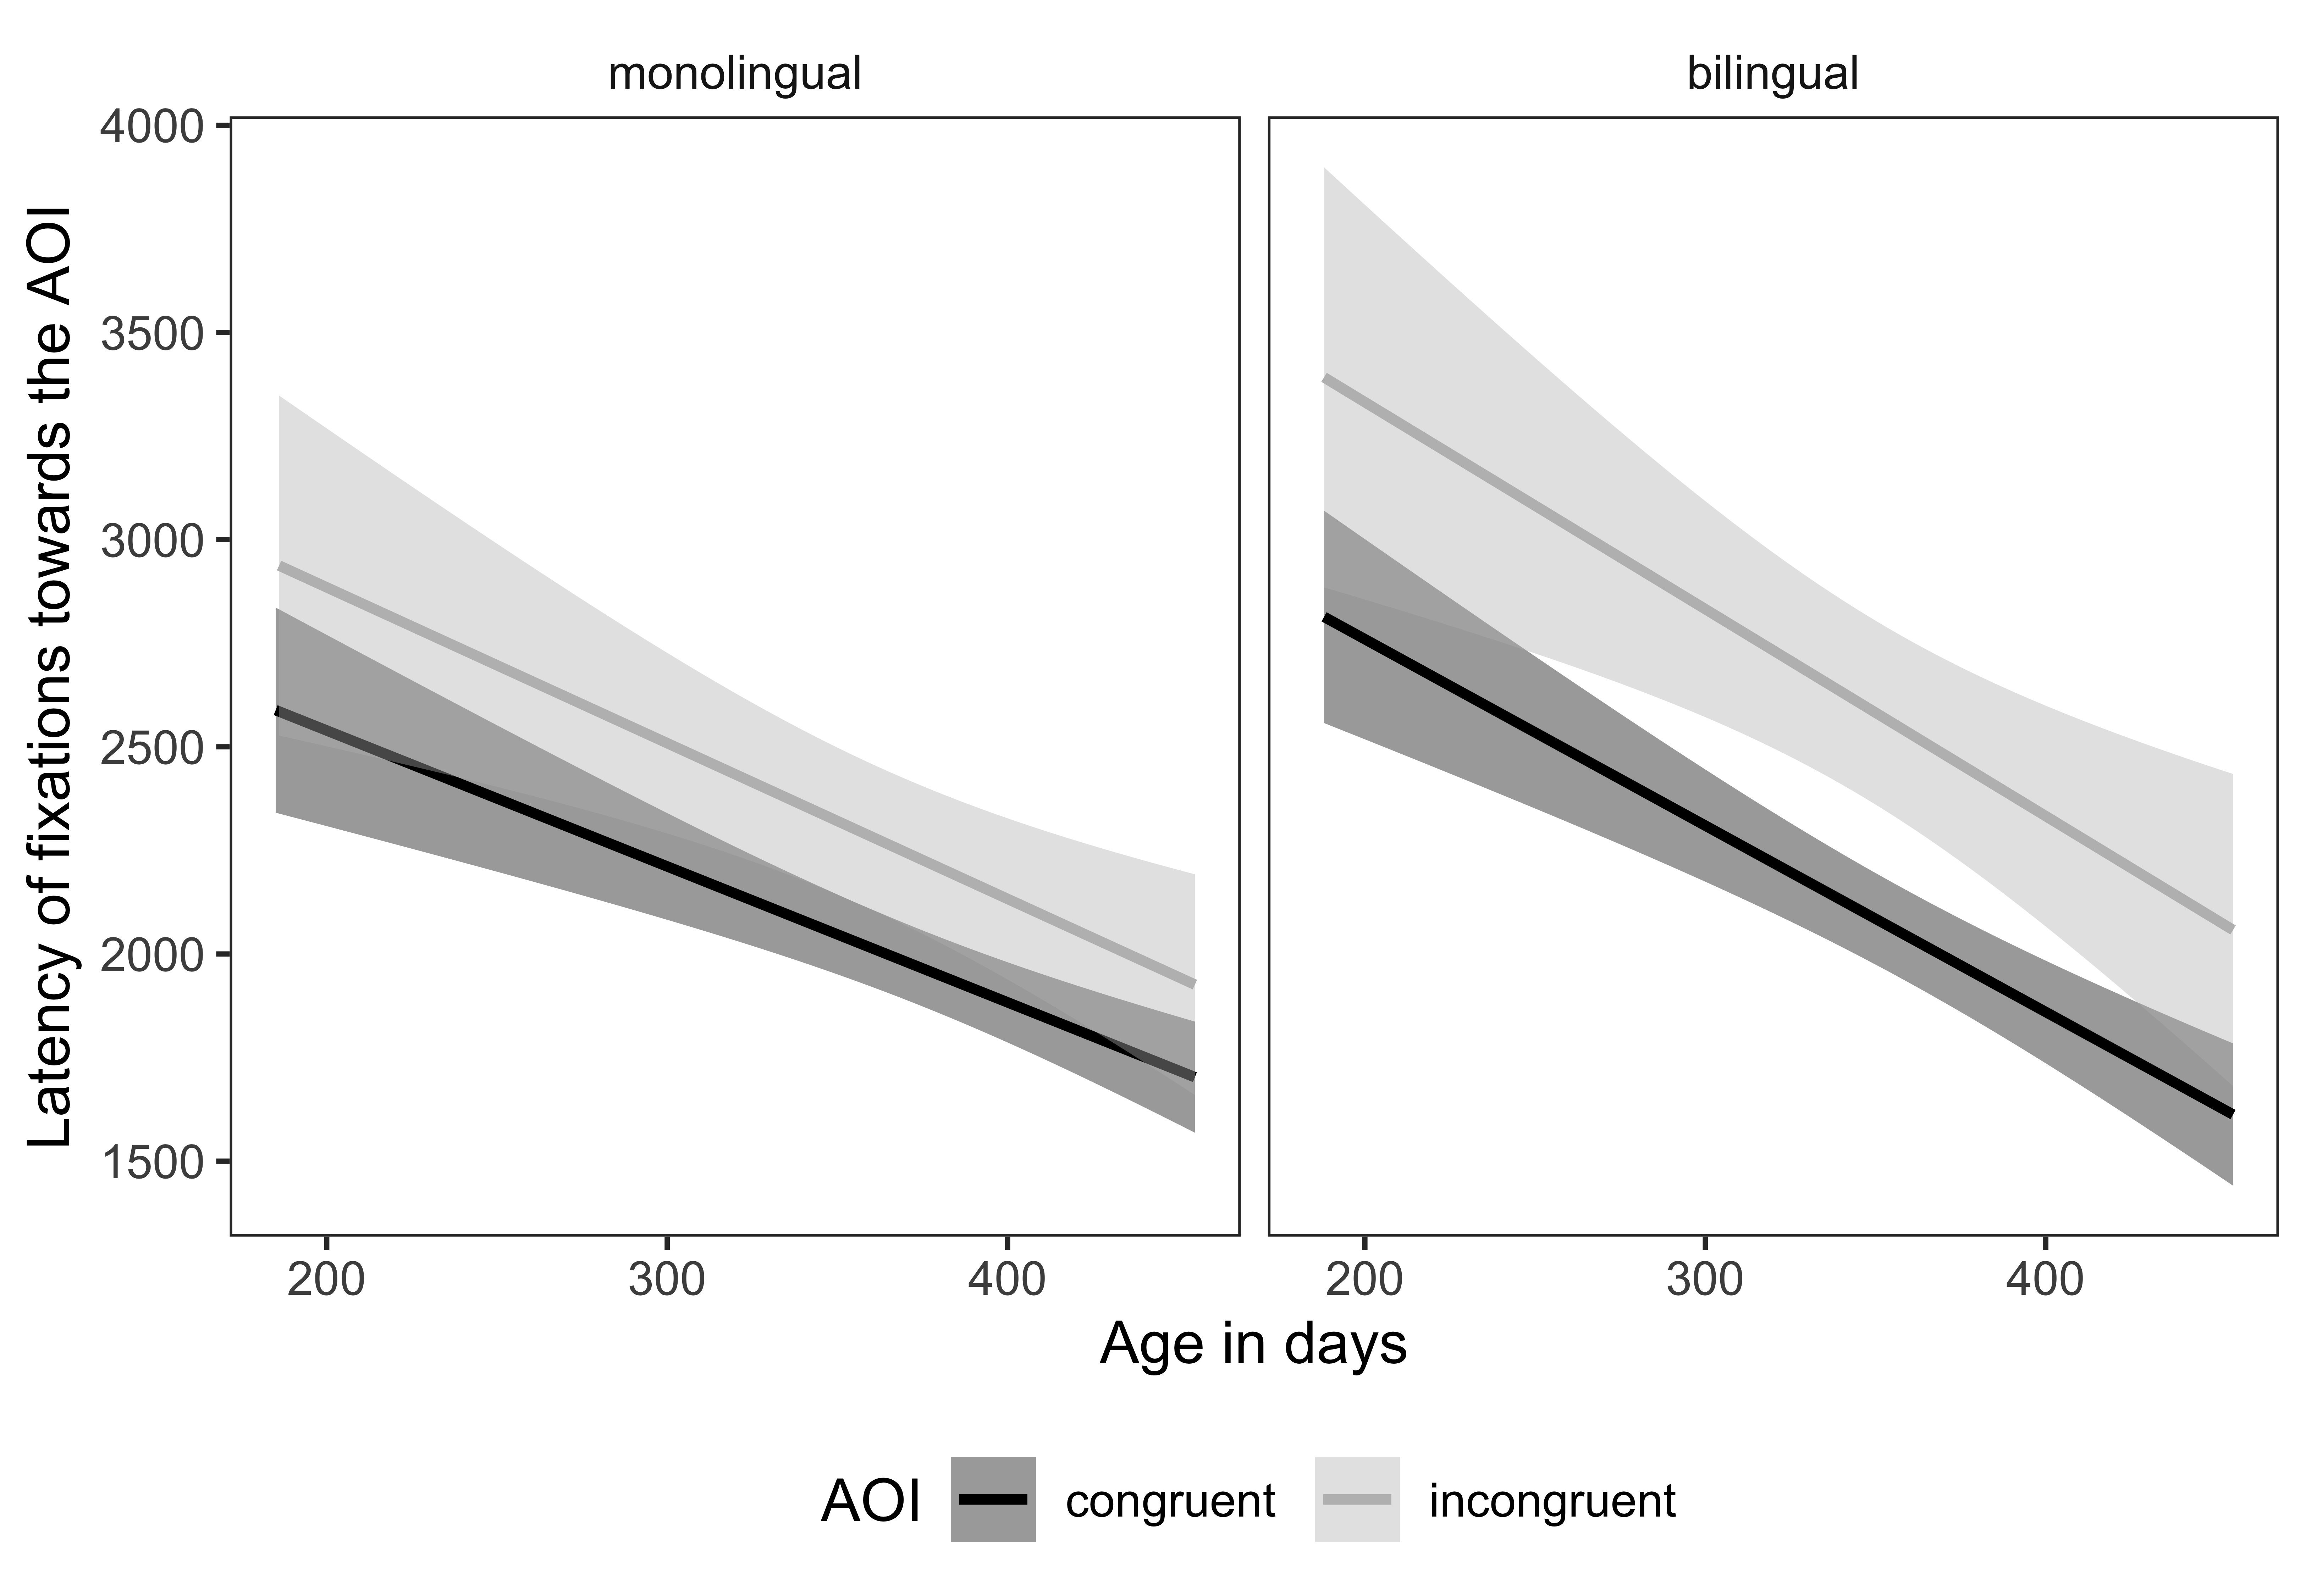 monolingual
bilingual
Latency of fixations towards the AOI
4000
3500
3000
2500
2000
1500
200
300
400
200
300
400
Age in days
AOI congruent incongruent